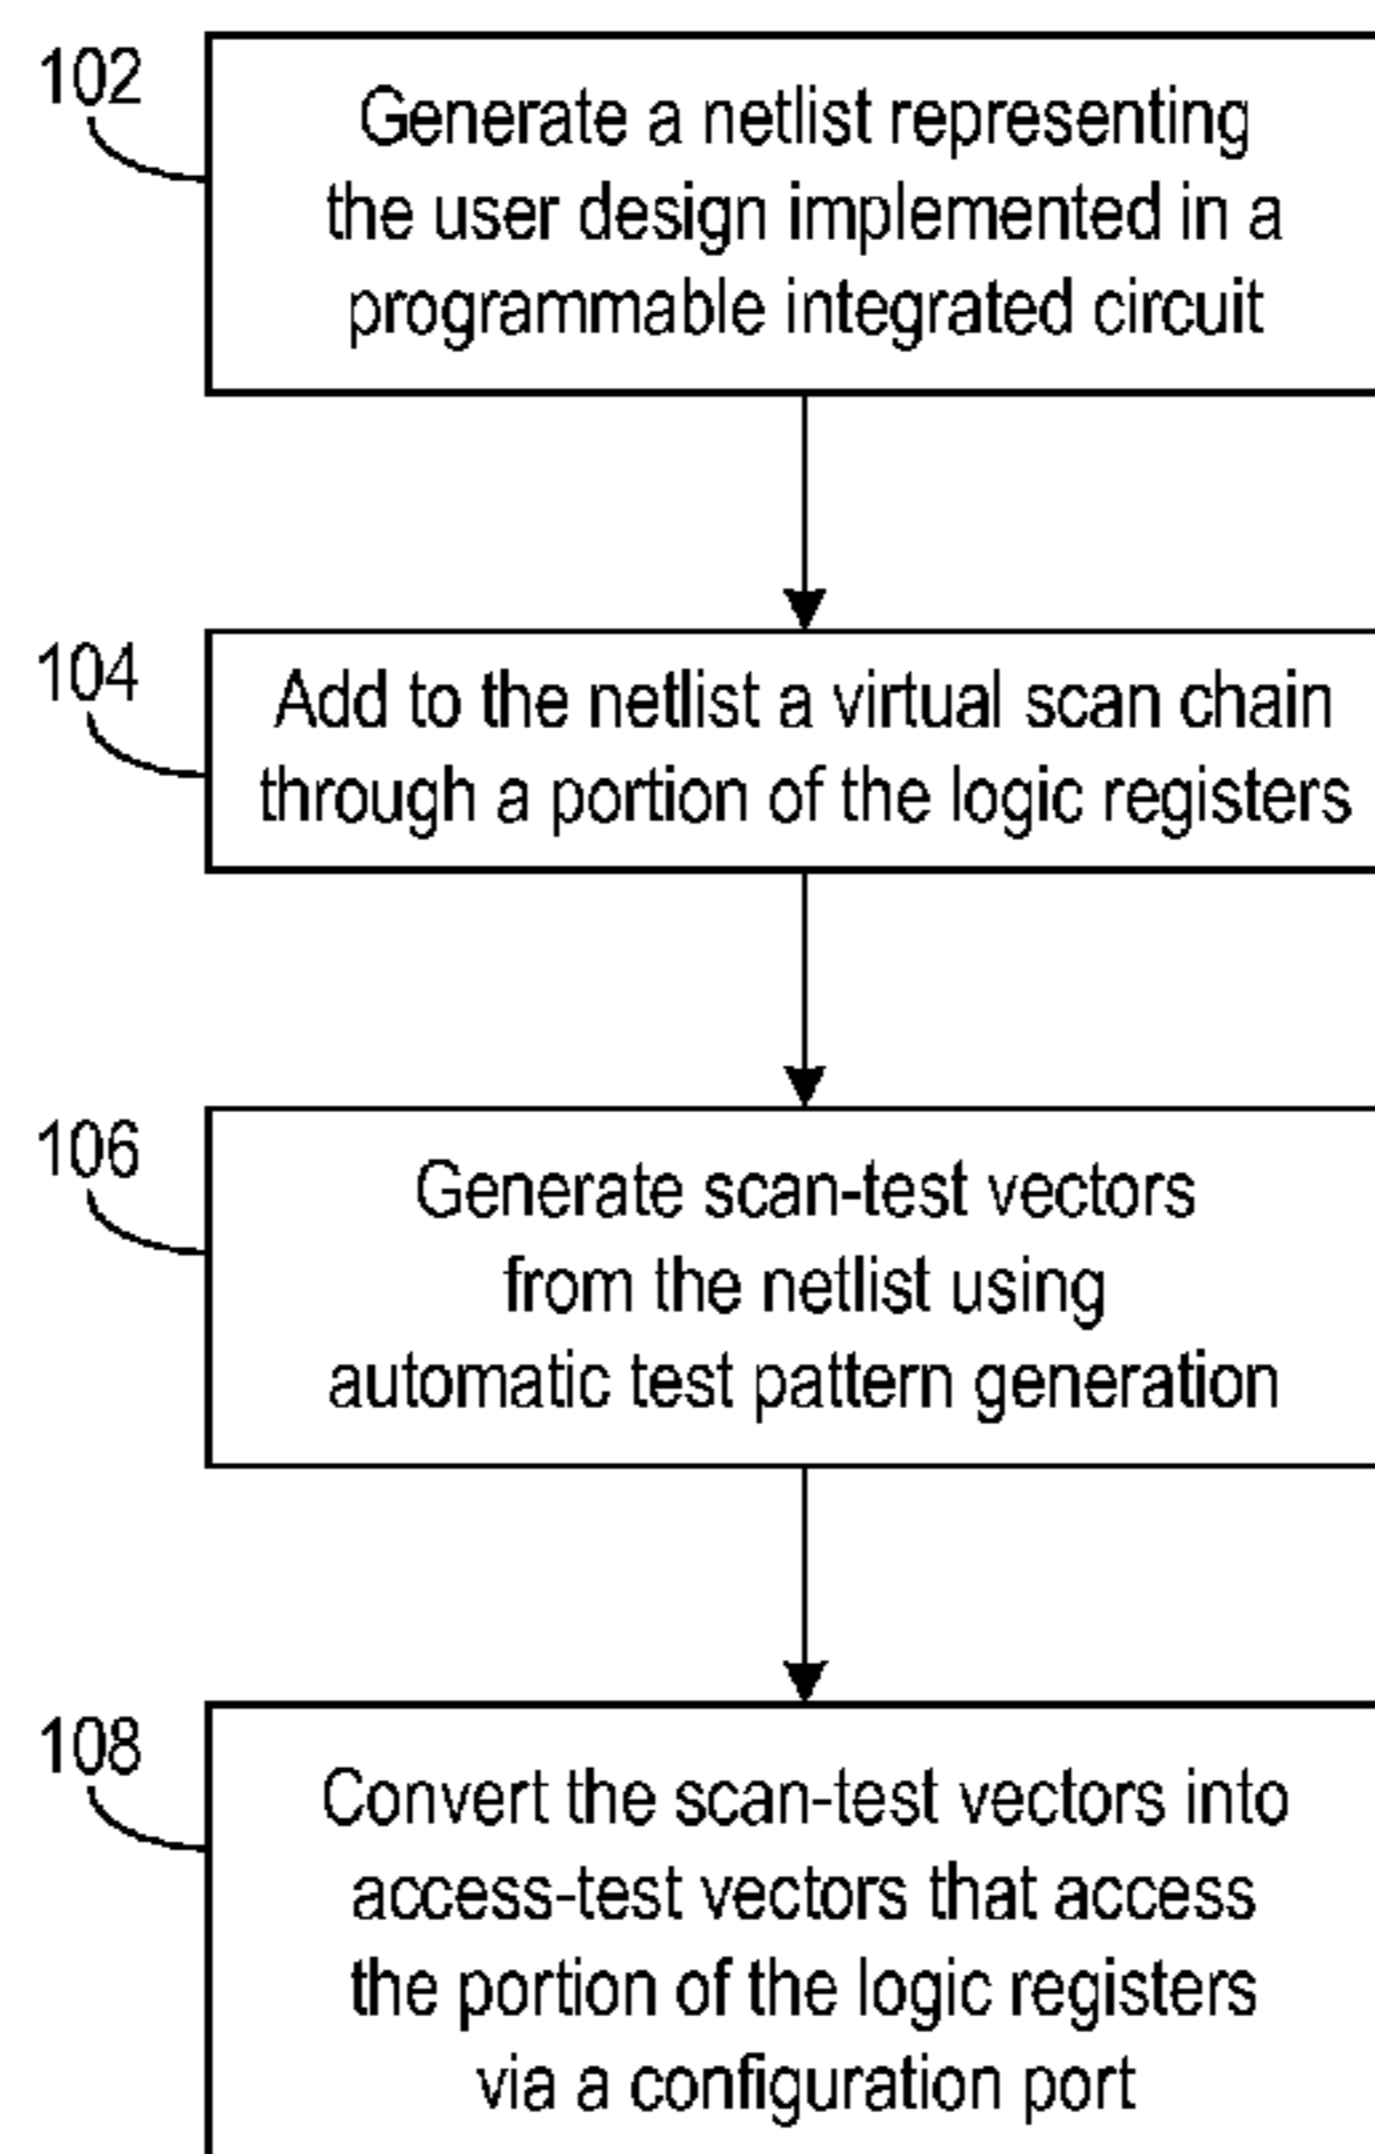 102
Generate a netlist representing
the user design implemented in a
programmable integrated circuit
104
Add to the netlist a virtual scan chain
through a portion of the logic registers
106
Generate scan-test vectors
from the netlist using
automatic test pattern generation
108
Convert the scan-test vectors into
access-test vectors that access
the portion of the logic registers
via a configuration port